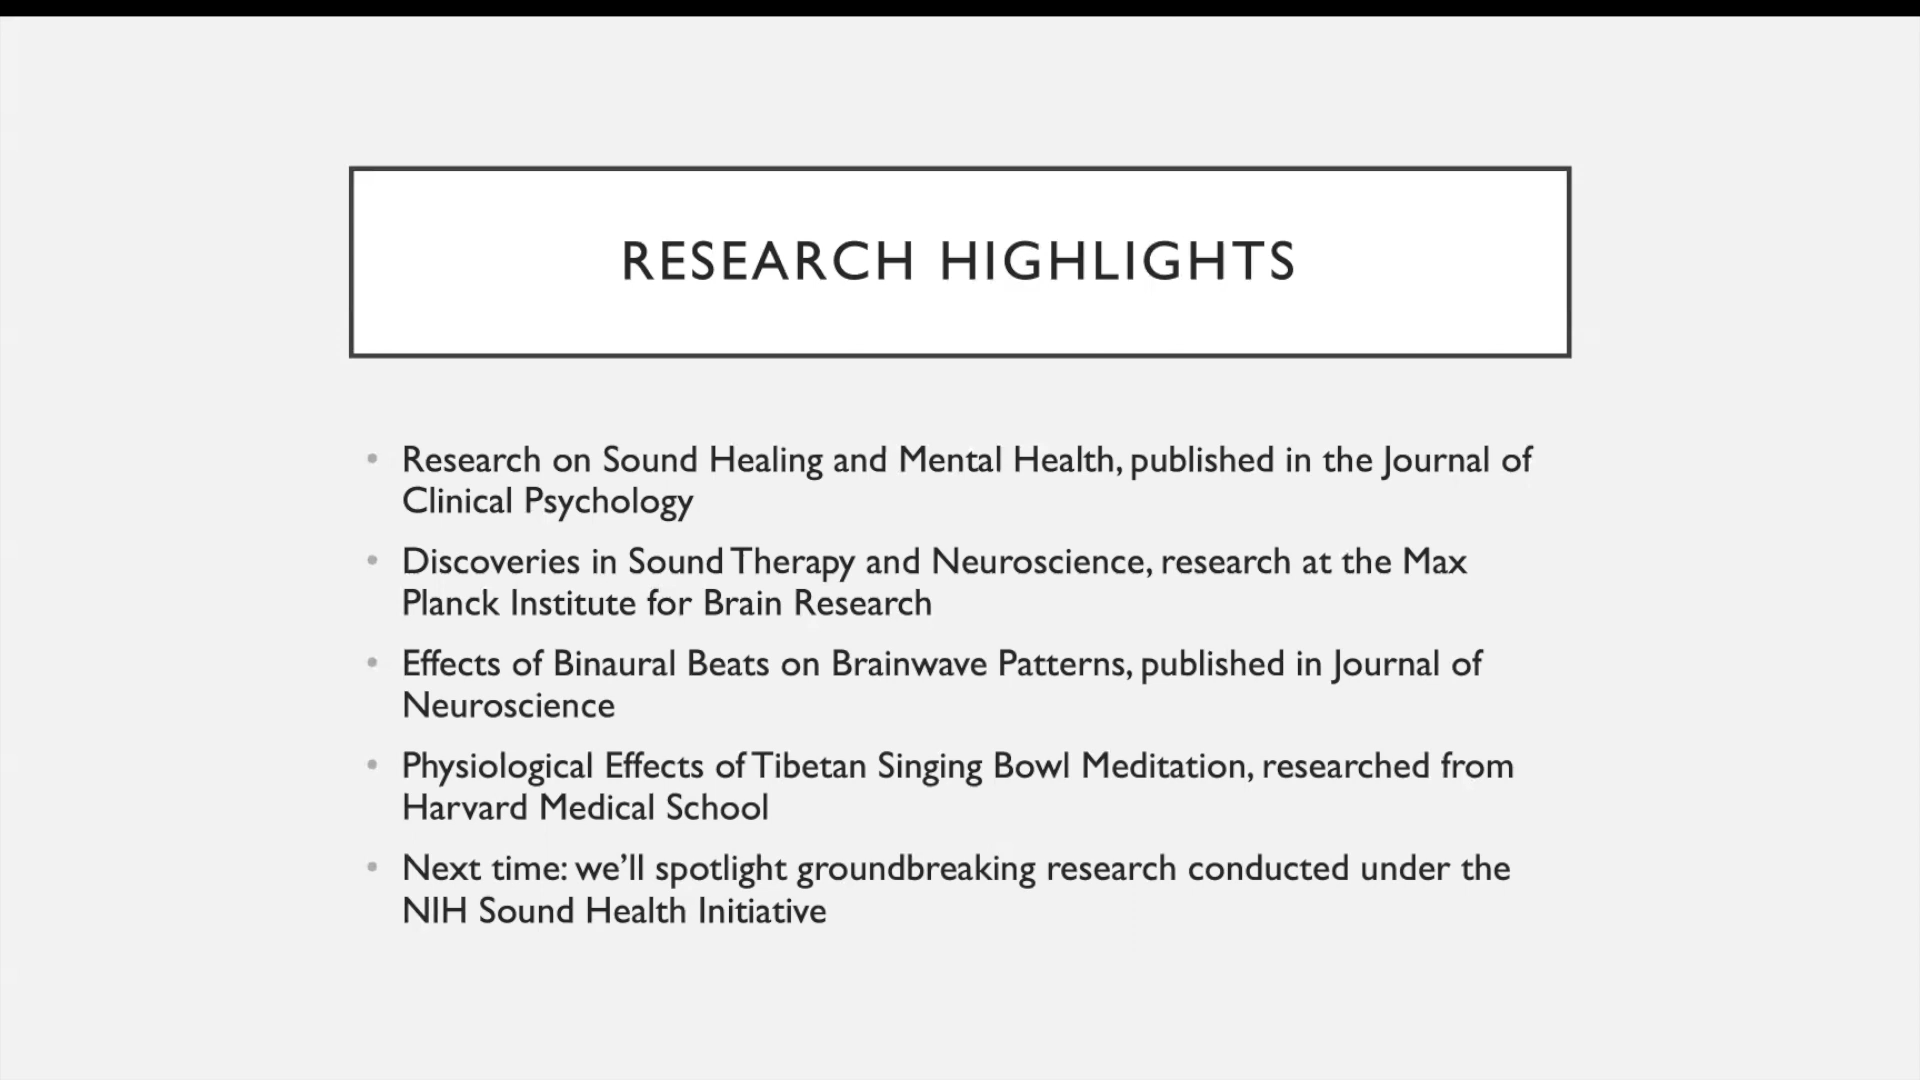 RESEARCH HIGHLIGHTS
• Research on Sound Healing and Mental Health, published in the Journal of
Clinical Psychology
• Discoveries in Sound Therapy and Neuroscience, research at the Max
Planck Institute for Brain Research
• Effects of Binaural Beats on Brainwave Patterns, published in Journal of
Neuroscience
• Physiological Effects of Tibetan Singing Bowl Meditation, researched from
Harvard Medical School
• Next time: we’ll spotlight groundbreaking research conducted under the
NIH Sound Health Initiative